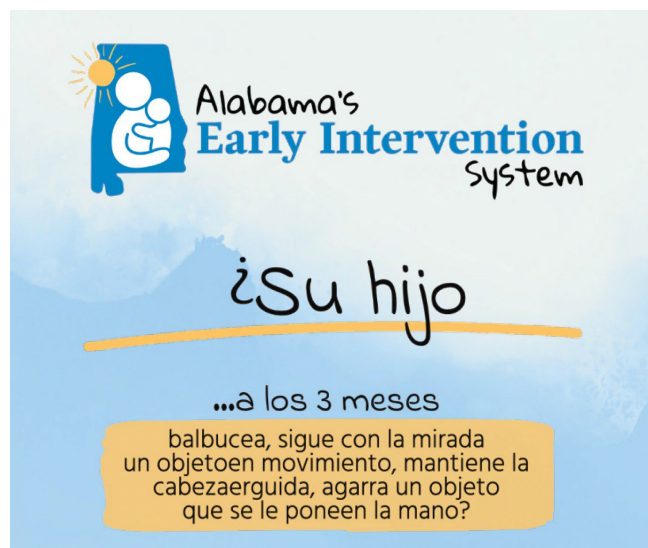 Alabama's
Early Intervention
System
¿Su hijo
...a los 3 meses
balbucea, sigue con la mirada
un objetoen movimiento, mantiene la
cabezaerguida, agarra un objeto
que se le poneen la mano?